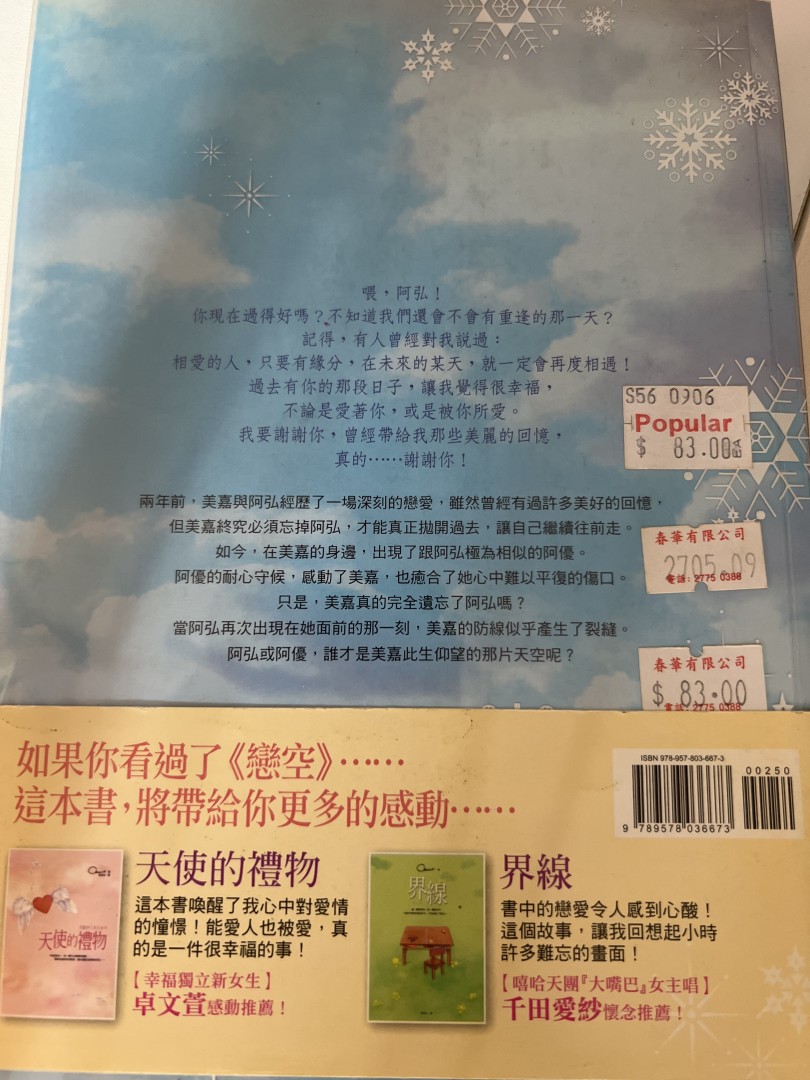 喂，阿弘！
你現在過得好嗎？不知道我們還會不會有重逢的那一天？
記得，有人曾經對我說過：
相愛的人，只要有緣分，在未來的某天，就一定會再度相遇！
過去有你的那段日子，讓我覺得很幸福，
不論是愛著你，或是被你所愛。
我要謝謝你，曾經帶給我那些美麗的回憶，
真的……謝謝你！
S56 0906
Popular
$ 83.00
兩年前，美嘉與阿弘經歷了一場深刻的戀愛，雖然曾經有過許多美好的回憶，
但美嘉終究必須忘掉阿弘，才能真正拋開過去，讓自己繼續往前走。
如今，在美嘉的身邊，出現了跟阿弘極為相似的阿優。
阿優的耐心守候，感動了美嘉，也癒合了她心中難以平復的傷口。
只是，美嘉真的完全遺忘了阿弘嗎？
當阿弘再次出現在她面前的那一刻，美嘉的防線似乎產生了裂縫。
阿弘或阿優，誰才是美嘉此生仰望的那片天空呢？
春華有限公司
2705.09
電話：2775 0388
春華有限公司
$ 83.00
電話：2775 0388
如果你看過了《戀空》……
這本書，將帶給你更多的感動……
ISBN 978-957-803-667-3
00250
9 789578 036673
天使的禮物
天使的禮物
這本書喚醒了我心中對愛情
的憧憬！能愛人也被愛，真
的是一件很幸福的事！
【幸福獨立新女生】
卓文萱感動推薦！
界線
界線
書中的戀愛令人感到心酸！
這個故事，讓我回想起小時
許多難忘的畫面！
【嘻哈天團『大嘴巴』女主唱】
千田愛紗懷念推薦！